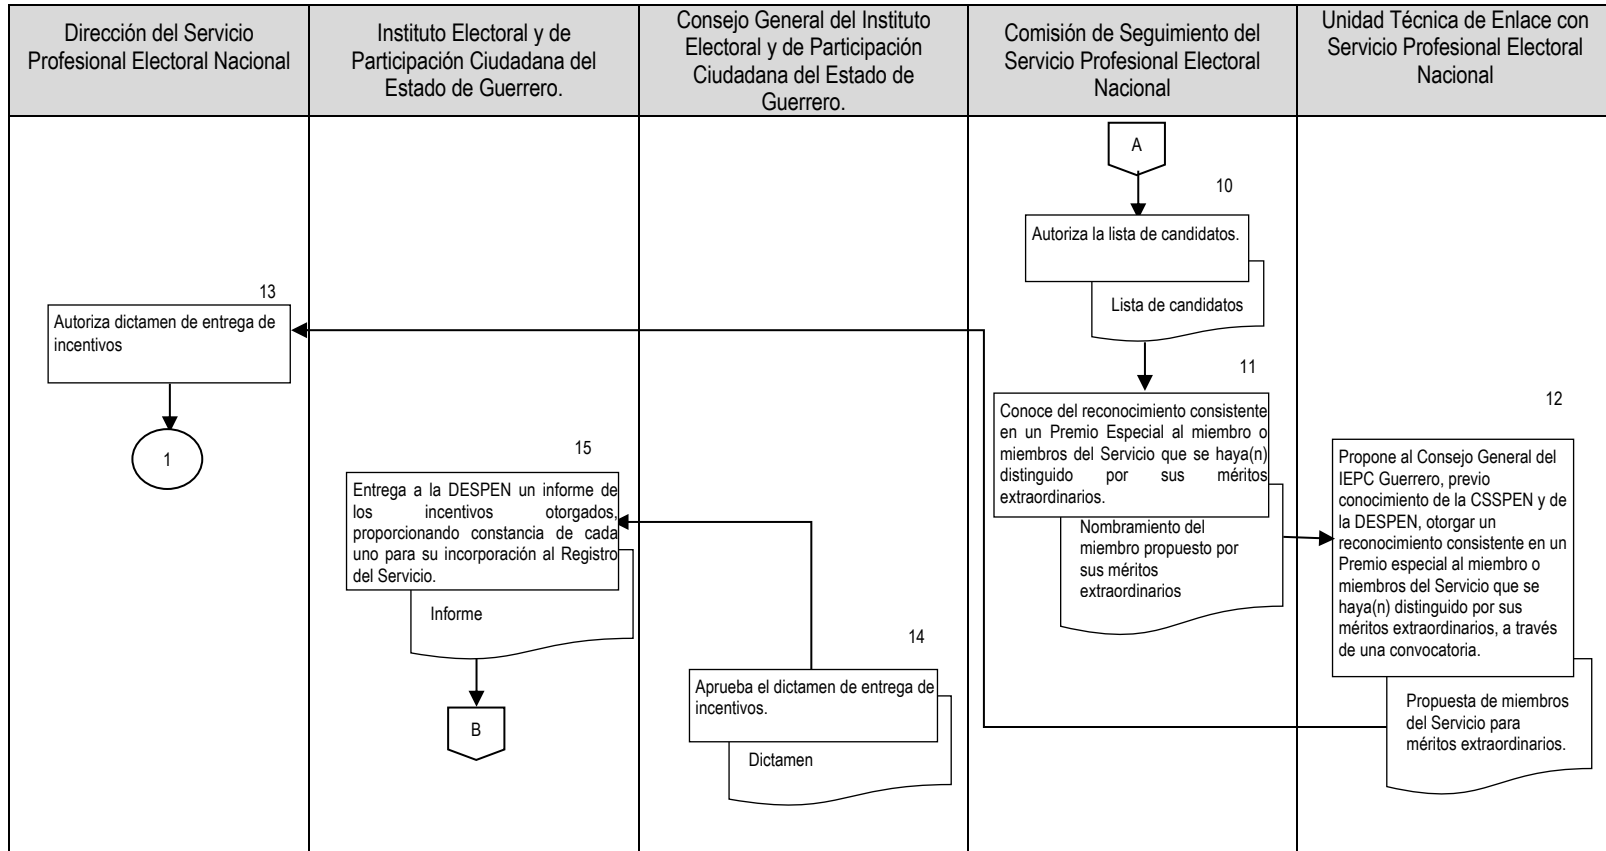 Dirección del Servicio
Profesional Electoral Nacional
Instituto Electoral y de
Participación Ciudadana del
Estado de Guerrero.
Consejo General del Instituto
Electoral y de Participación
Ciudadana del Estado de
Guerrero.
Comisión de Seguimiento del
Servicio Profesional Electoral
Nacional
Unidad Técnica de Enlace con
Servicio Profesional Electoral
Nacional
A
10
Autoriza la lista de candidatos.
Lista de candidatos
13
Autoriza dictamen de entrega de
incentivos
1
11
Conoce del reconocimiento consistente
en un Premio Especial al miembro o
miembros del Servicio que se haya(n)
distinguido por sus méritos
extraordinarios.
Nombramiento del
miembro propuesto por
sus méritos
extraordinarios
12
Propone al Consejo General del
IEPC Guerrero, previo
conocimiento de la CSSPEN y de
la DESPEN, otorgar un
reconocimiento consistente en un
Premio especial al miembro o
miembros del Servicio que se
haya(n) distinguido por sus
méritos extraordinarios, a través
de una convocatoria.
Propuesta de miembros
del Servicio para
méritos extraordinarios.
15
Entrega a la DESPEN un informe de
los incentivos otorgados,
proporcionando constancia de cada
uno para su incorporación al Registro
del Servicio.
Informe
B
14
Aprueba el dictamen de entrega de
incentivos.
Dictamen